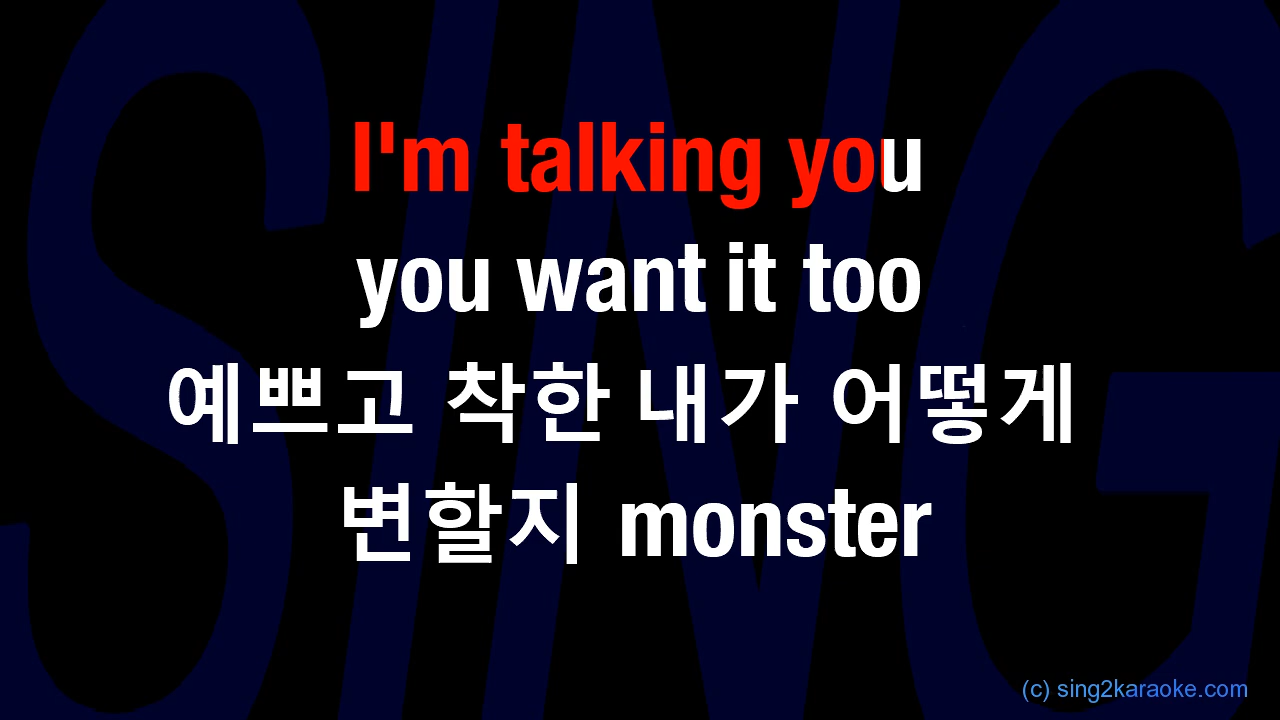 I'm talking you
you want it too
예쁘고 착한 내가 어떻게
변할지 monster
(c) sing2karaoke.com
SING